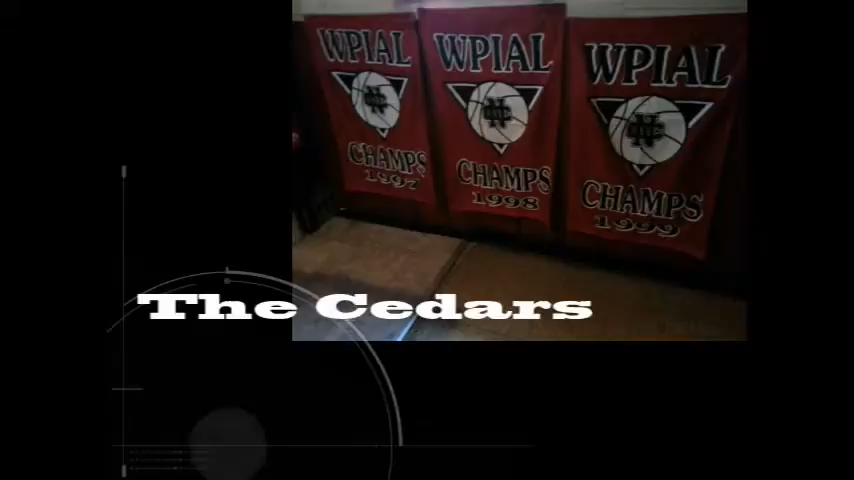 WPIAL
CHAMPS
1997
WPIAL
CHAMPS
1998
WPIAL
CHAMPS
1999
The Cedars